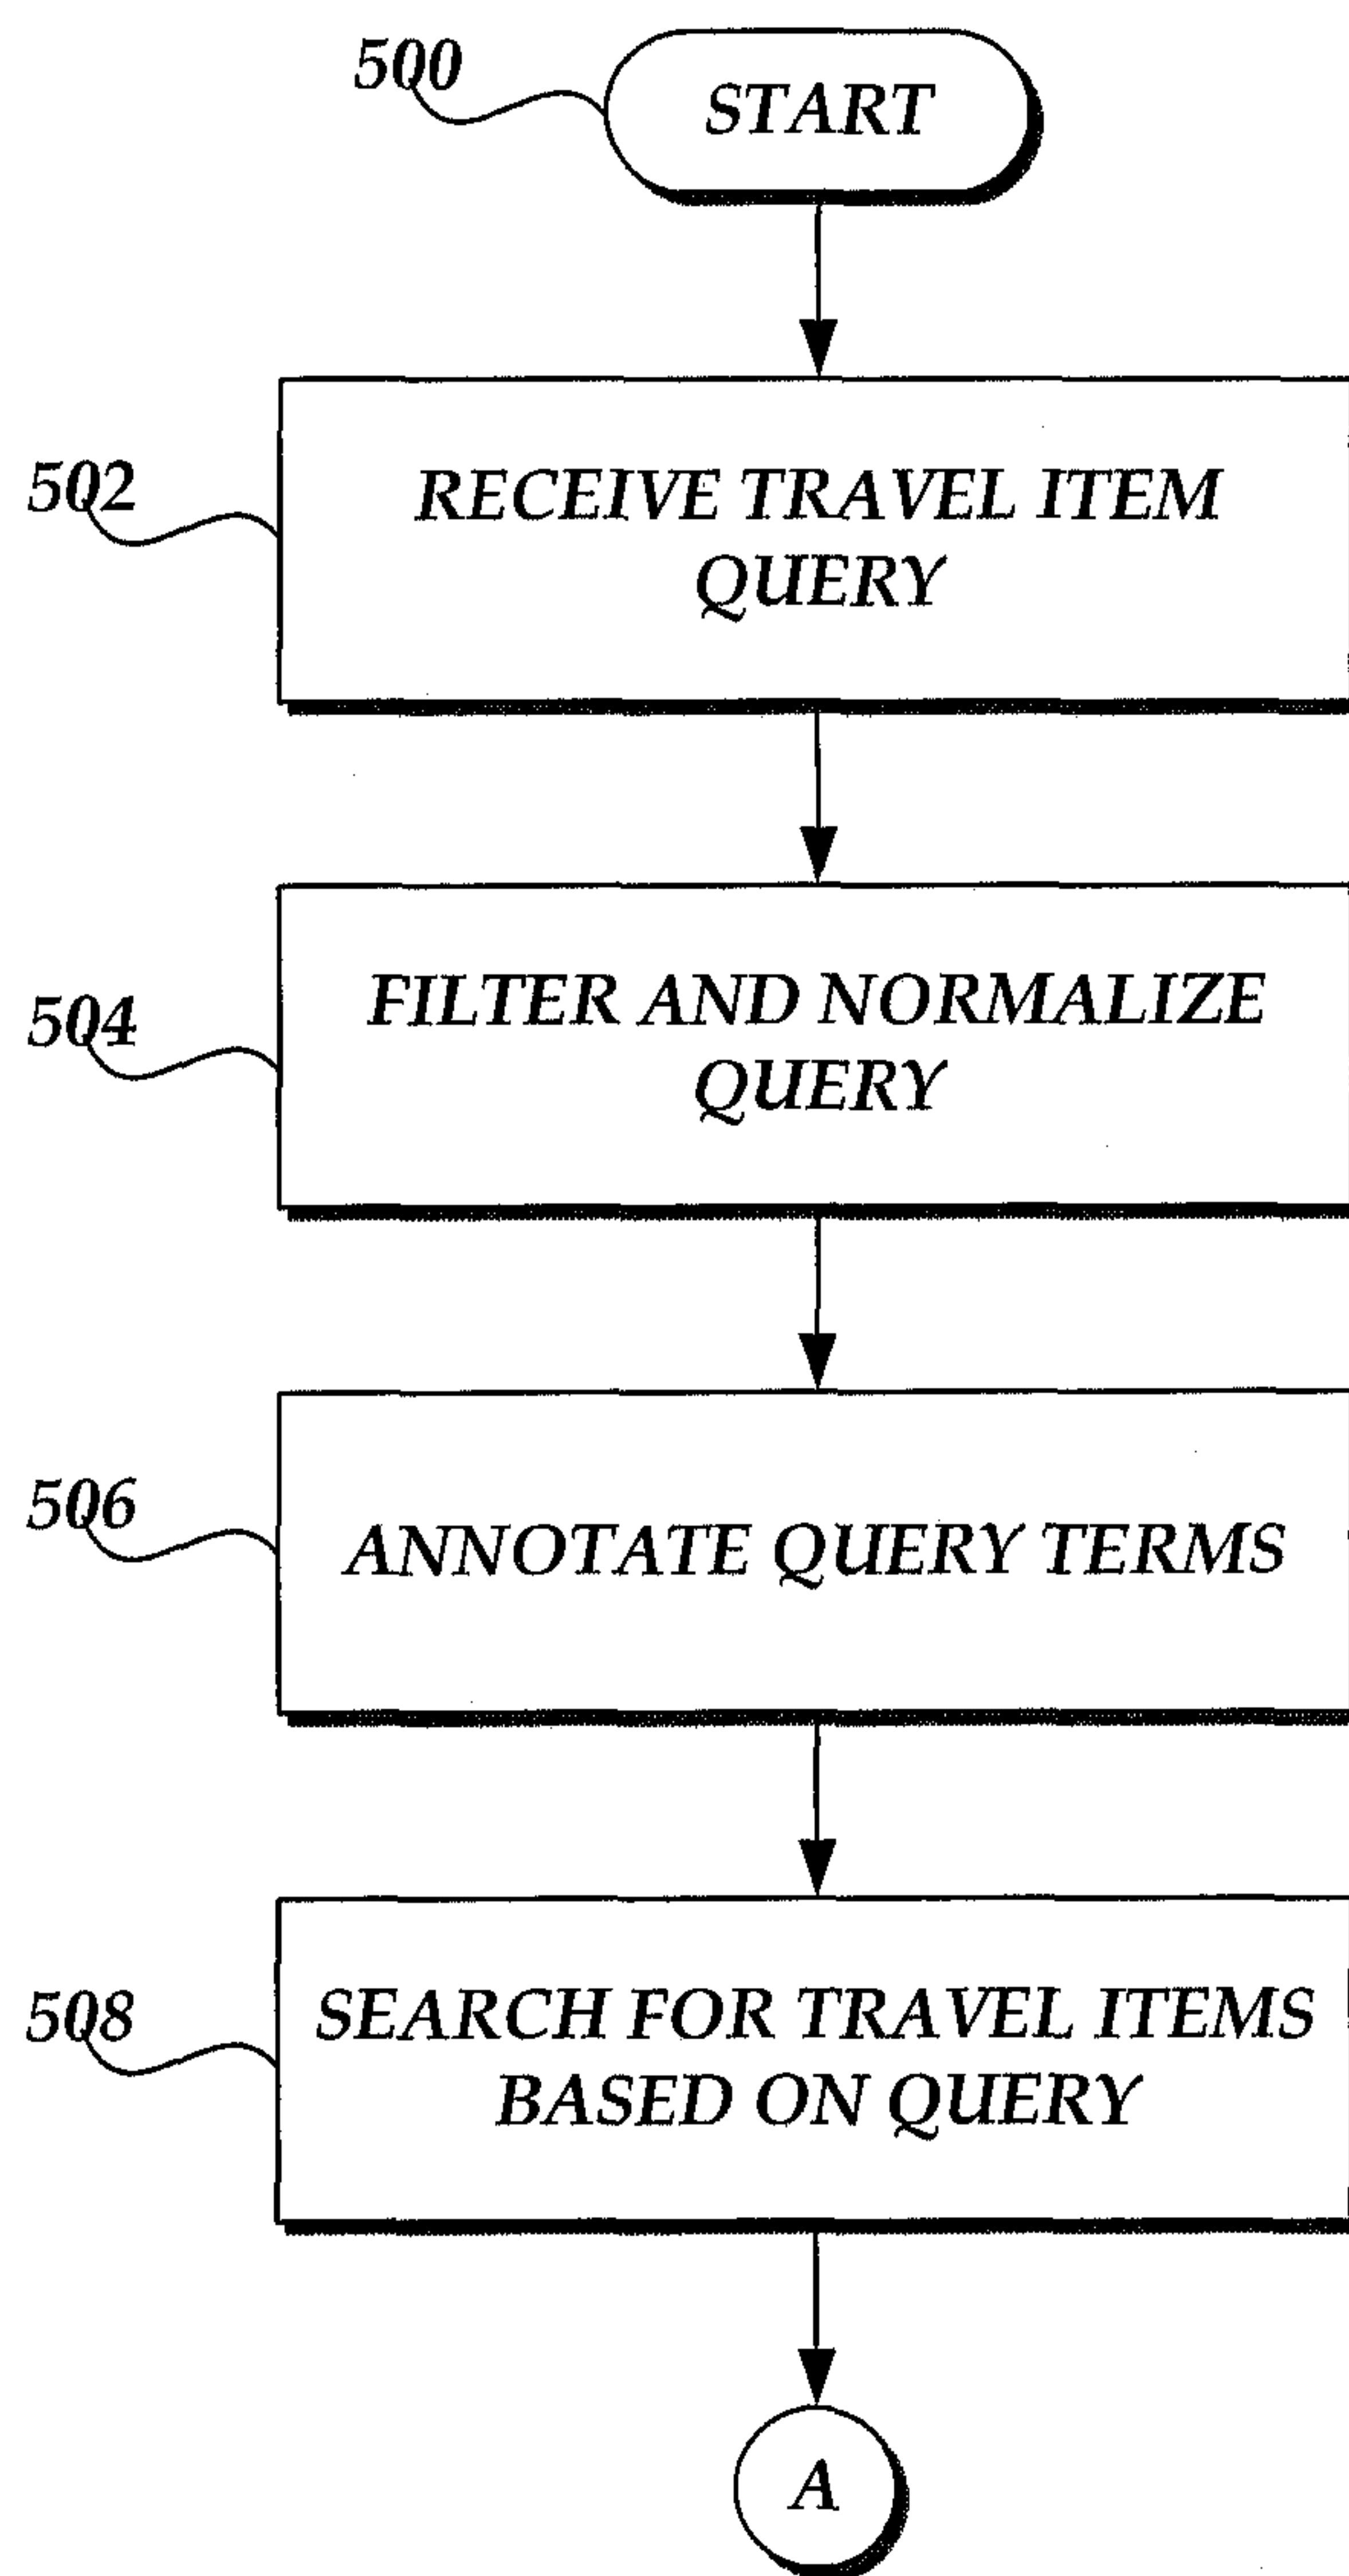 500
START
502
RECEIVE TRAVEL ITEM
QUERY
504
FILTER AND NORMALIZE
QUERY
506
ANNOTATE QUERY TERMS
508
SEARCH FOR TRAVEL ITEMS
BASED ON QUERY
A